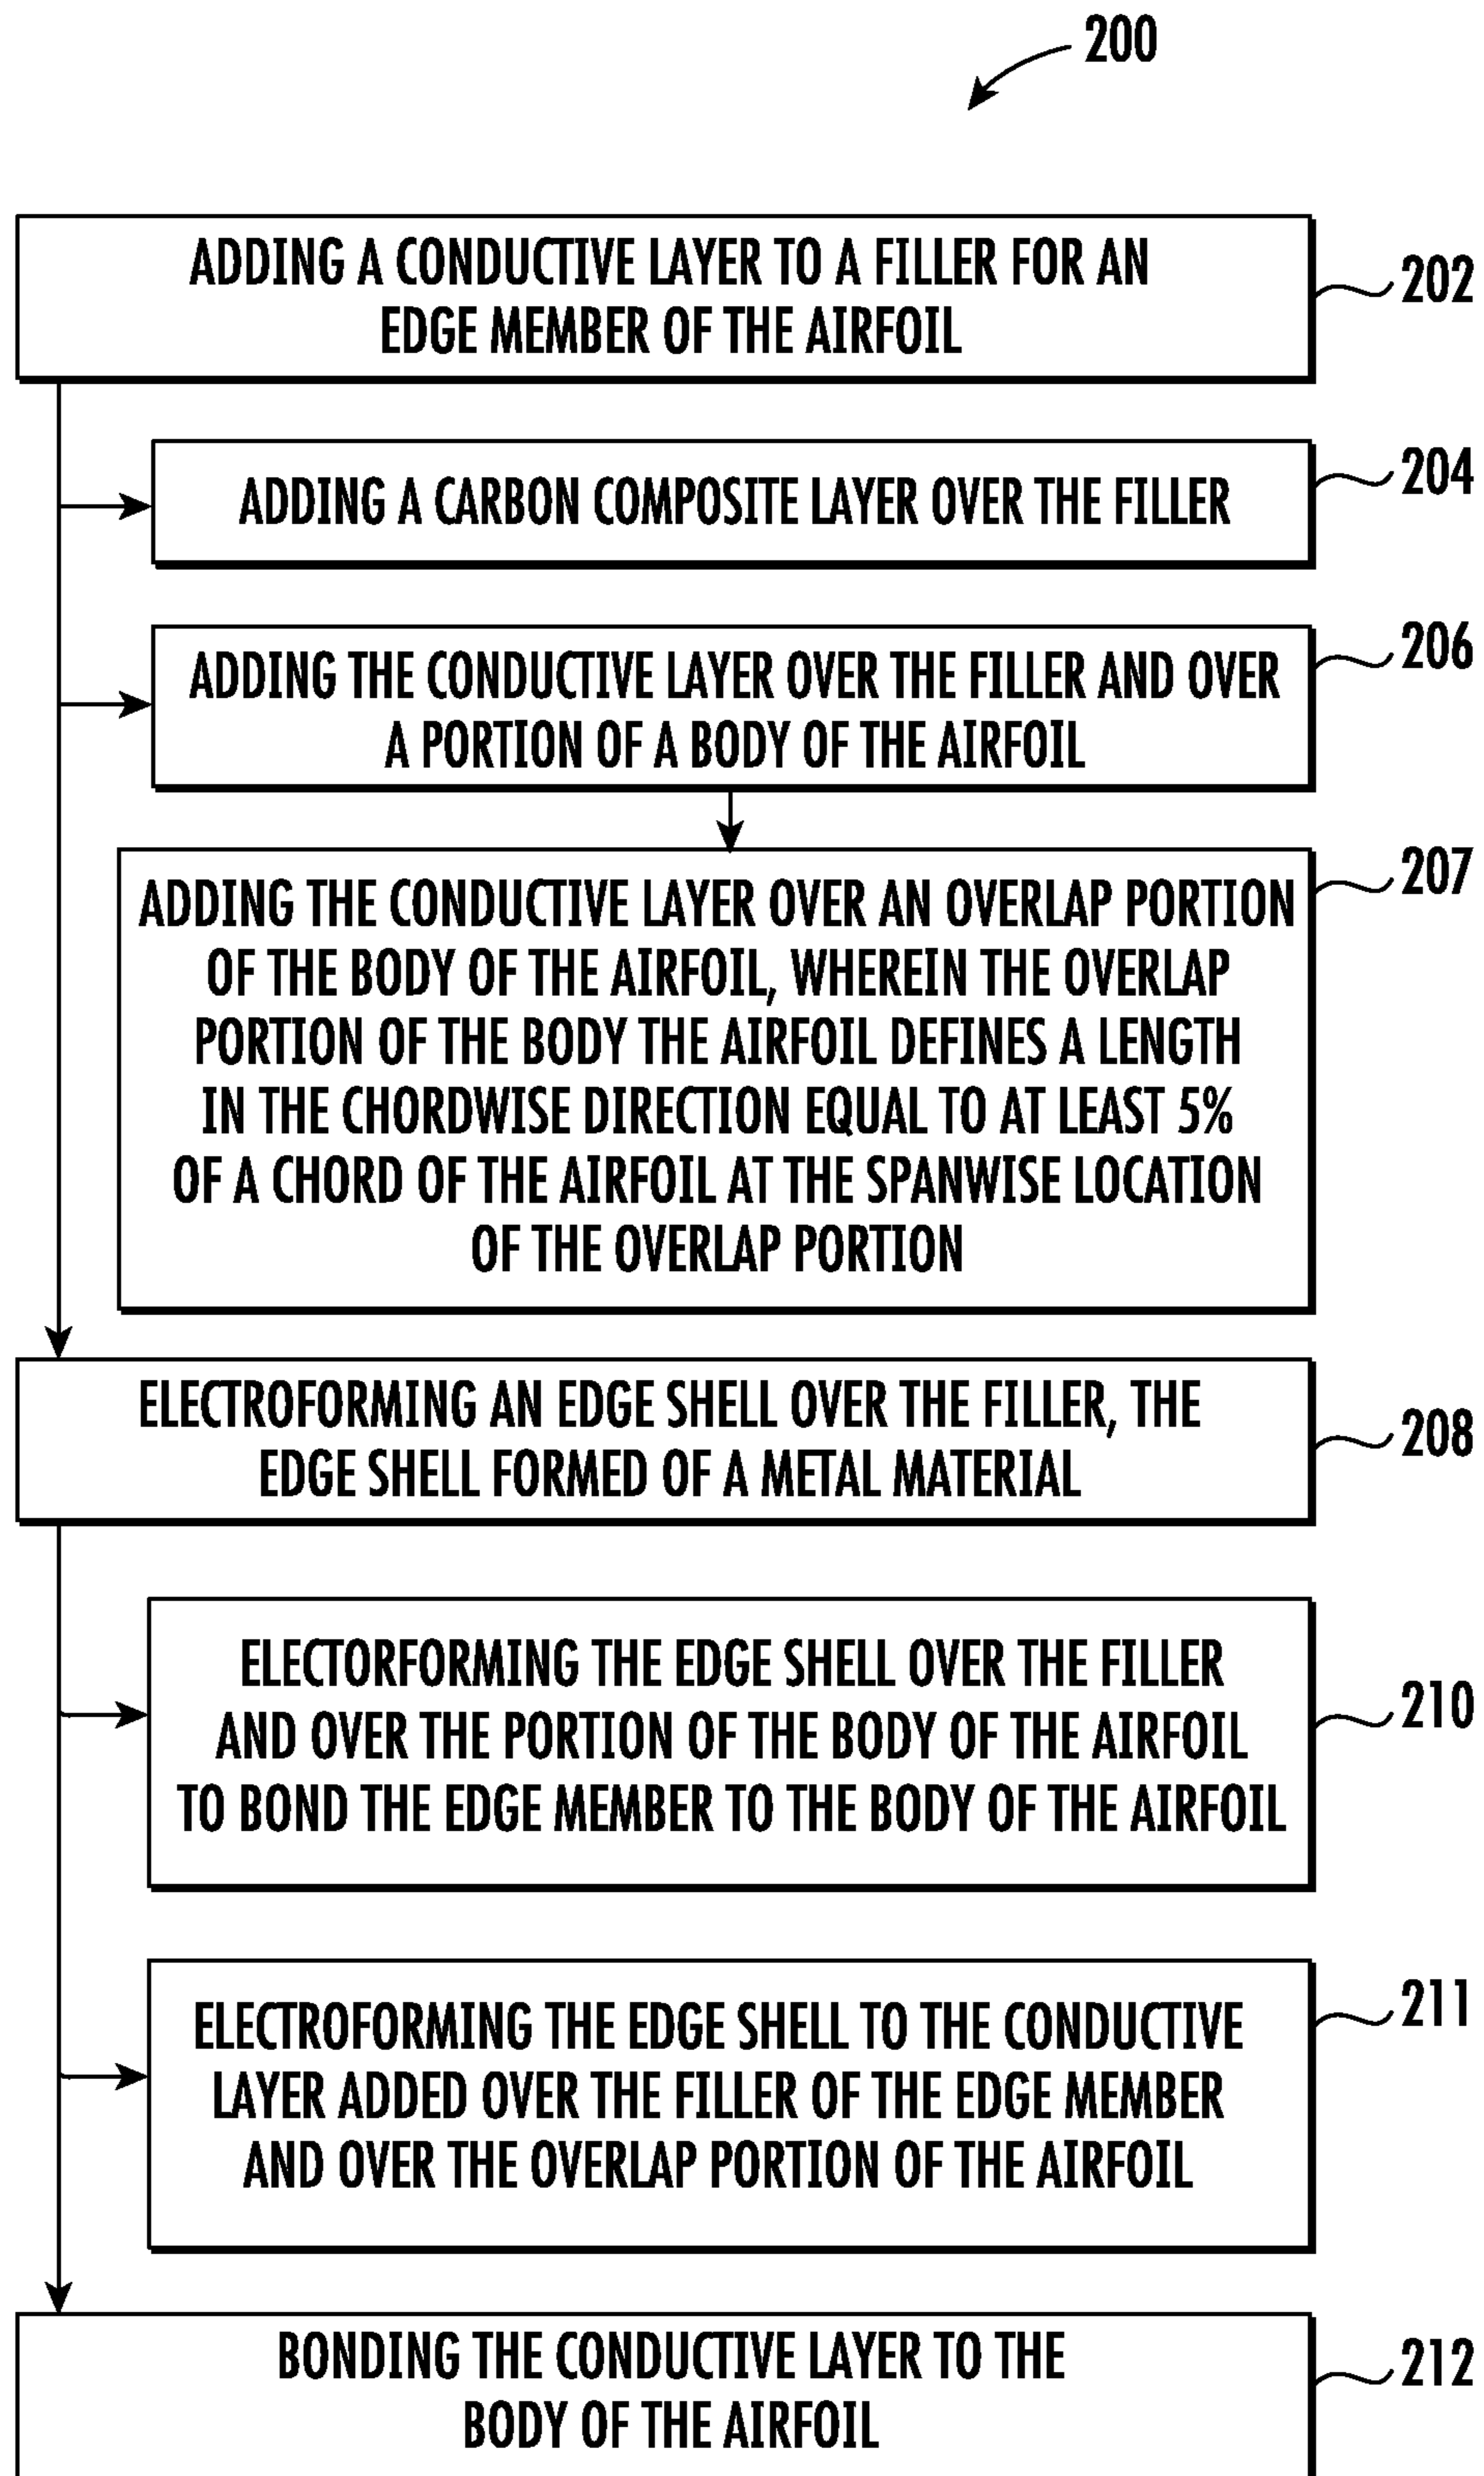 200
ADDING A CONDUCTIVE LAYER TO A FILLER FOR AN
EDGE MEMBER OF THE AIRFOIL
202
ADDING A CARBON COMPOSITE LAYER OVER THE FILLER
204
ADDING THE CONDUCTIVE LAYER OVER THE FILLER AND OVER
A PORTION OF A BODY OF THE AIRFOIL
206
ADDING THE CONDUCTIVE LAYER OVER AN OVERLAP PORTION
OF THE BODY OF THE AIRFOIL, WHEREIN THE OVERLAP
PORTION OF THE BODY THE AIRFOIL DEFINES A LENGTH
IN THE CHORDWISE DIRECTION EQUAL TO AT LEAST 5%
OF A CHORD OF THE AIRFOIL AT THE SPANWISE LOCATION
OF THE OVERLAP PORTION
207
ELECTROFORMING AN EDGE SHELL OVER THE FILLER, THE
EDGE SHELL FORMED OF A METAL MATERIAL
208
ELECTORFORMING THE EDGE SHELL OVER THE FILLER
AND OVER THE PORTION OF THE BODY OF THE AIRFOIL
TO BOND THE EDGE MEMBER TO THE BODY OF THE AIRFOIL
210
ELECTROFORMING THE EDGE SHELL TO THE CONDUCTIVE
LAYER ADDED OVER THE FILLER OF THE EDGE MEMBER
AND OVER THE OVERLAP PORTION OF THE AIRFOIL
211
BONDING THE CONDUCTIVE LAYER TO THE
BODY OF THE AIRFOIL
212